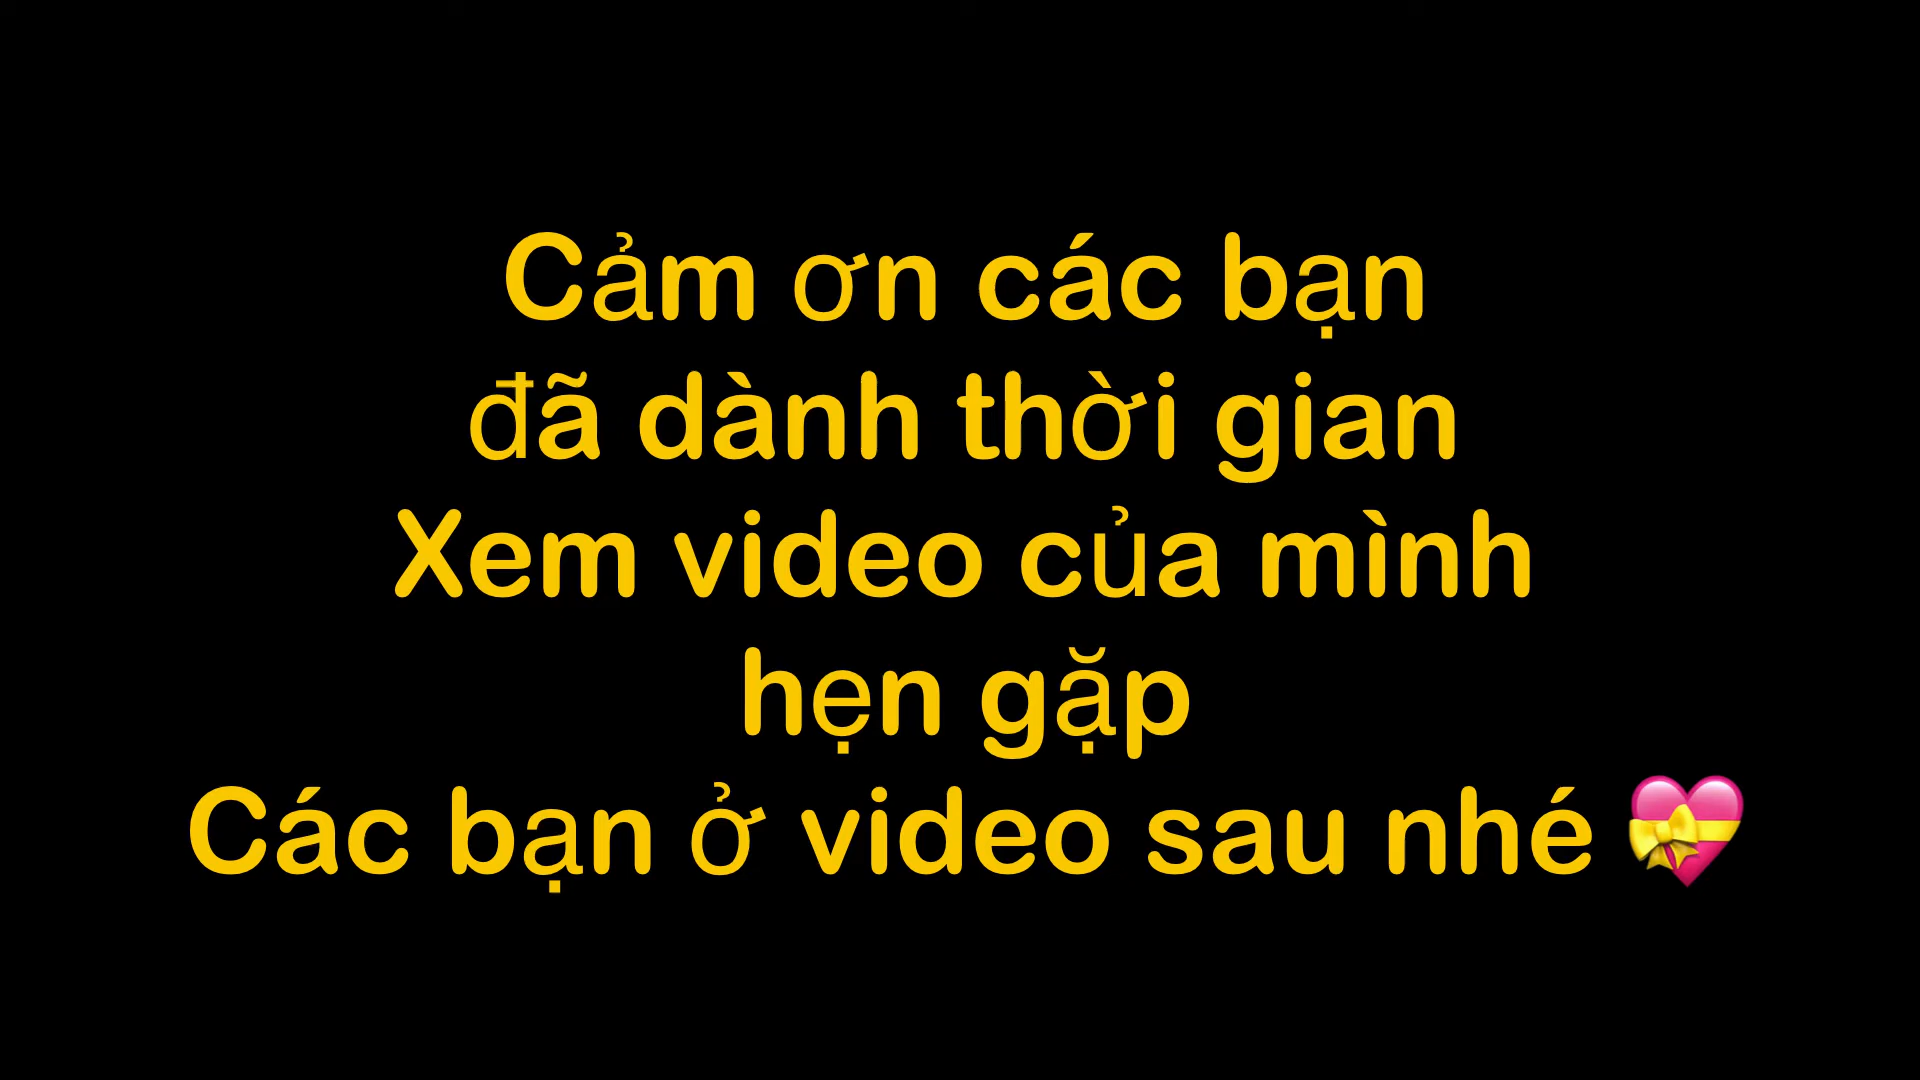 Cảm ơn các bạn
đã dành thời gian
Xem video của mình
hẹn gặp
Các bạn ở video sau nhé 💝